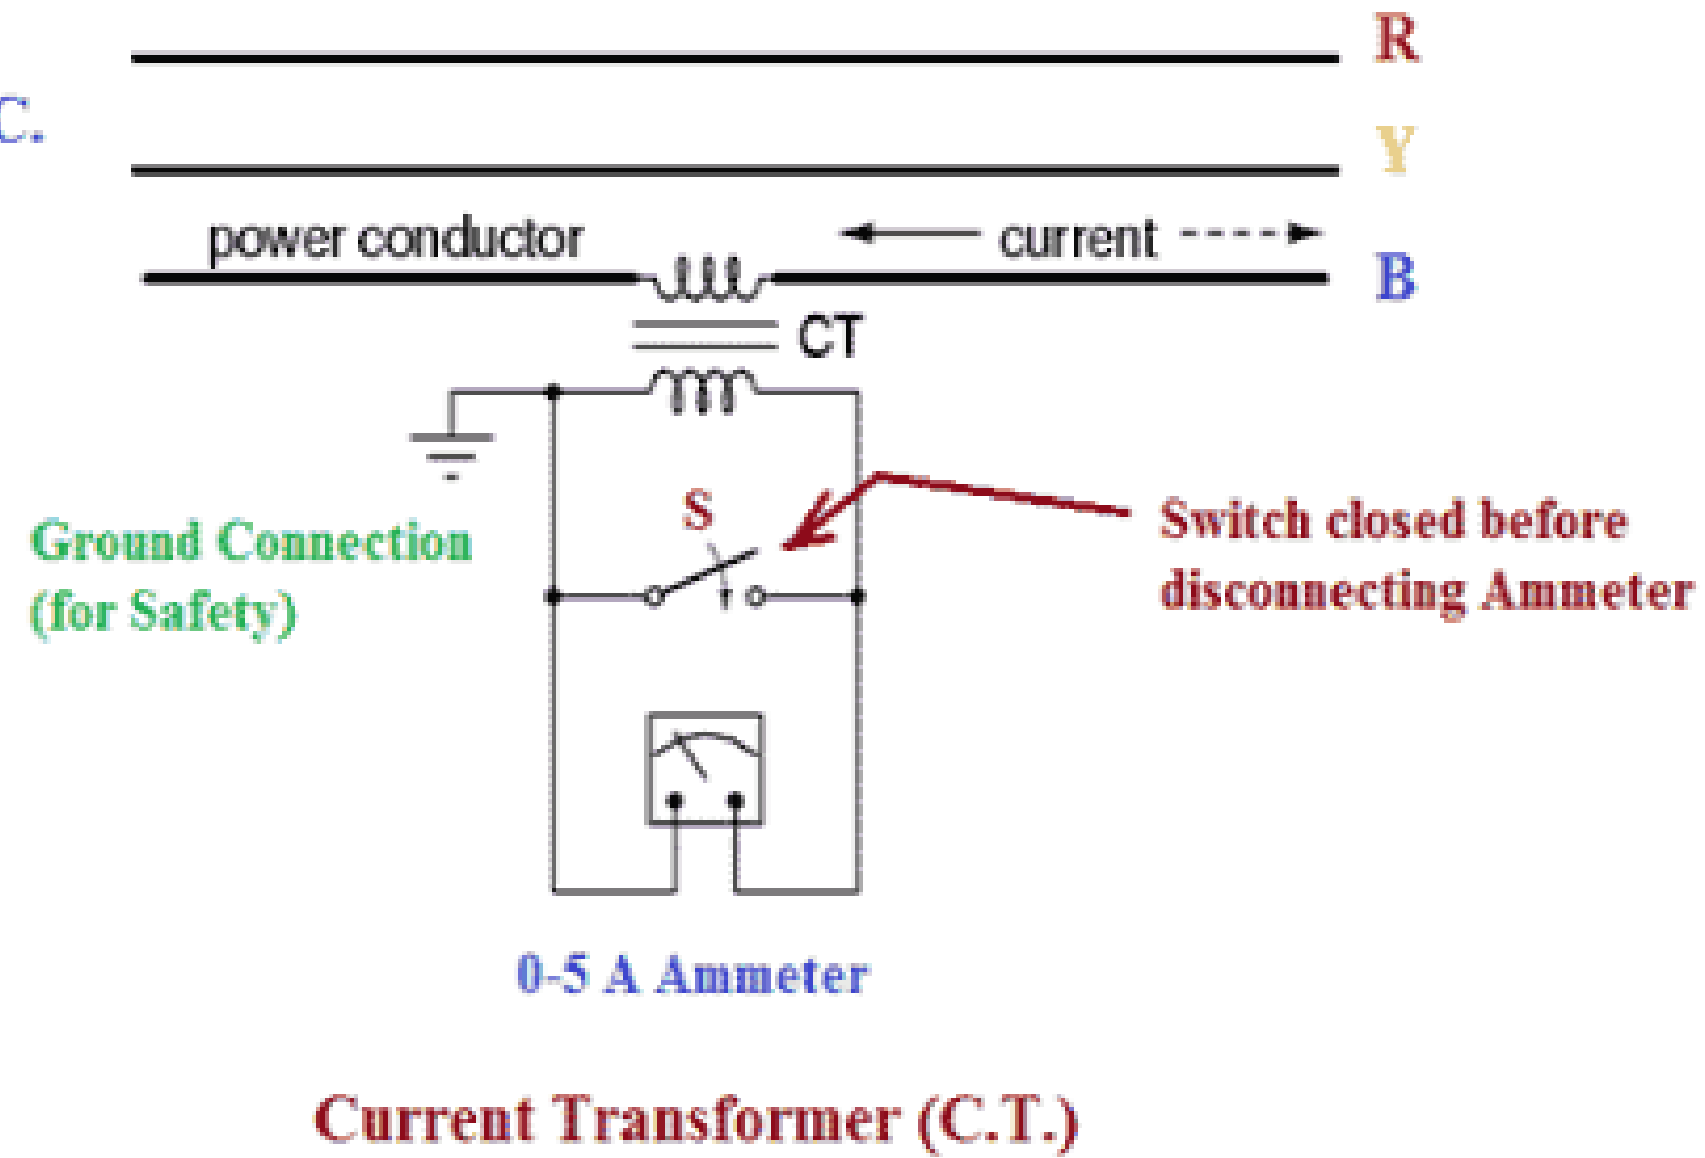 R
C.
Y
power conductor
current
B
CT
S
Ground Connection
(for Safety)
Switch closed before
disconnecting Ammeter
0-5 A Ammeter
Current Transformer (C.T.)